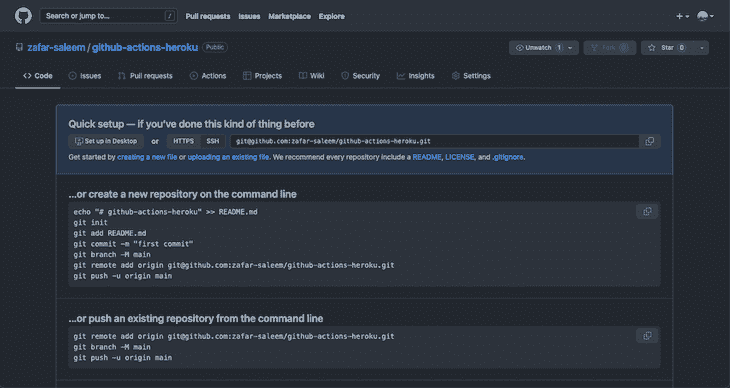 Search or jump to... / Pull requests Issues Marketplace Explore
zafar-saleem / github-actions-heroku Public Unwatch 1 Fork 0 Star 0
Code Issues Pull requests Actions Projects Wiki Security Insights Settings
Quick setup — if you've done this kind of thing before
Set up in Desktop or HTTPS SSH git@github.com:zafar-saleem/github-actions-heroku.git
Get started by creating a new file or uploading an existing file. We recommend every repository include a README, LICENSE, and .gitignore.
...or create a new repository on the command line
echo "# github-actions-heroku" >> README.md
git init
git add README.md
git commit -m "first commit"
git branch -M main
git remote add origin git@github.com:zafar-saleem/github-actions-heroku.git
git push -u origin main
...or push an existing repository from the command line
git remote add origin git@github.com:zafar-saleem/github-actions-heroku.git
git branch -M main
git push -u origin main